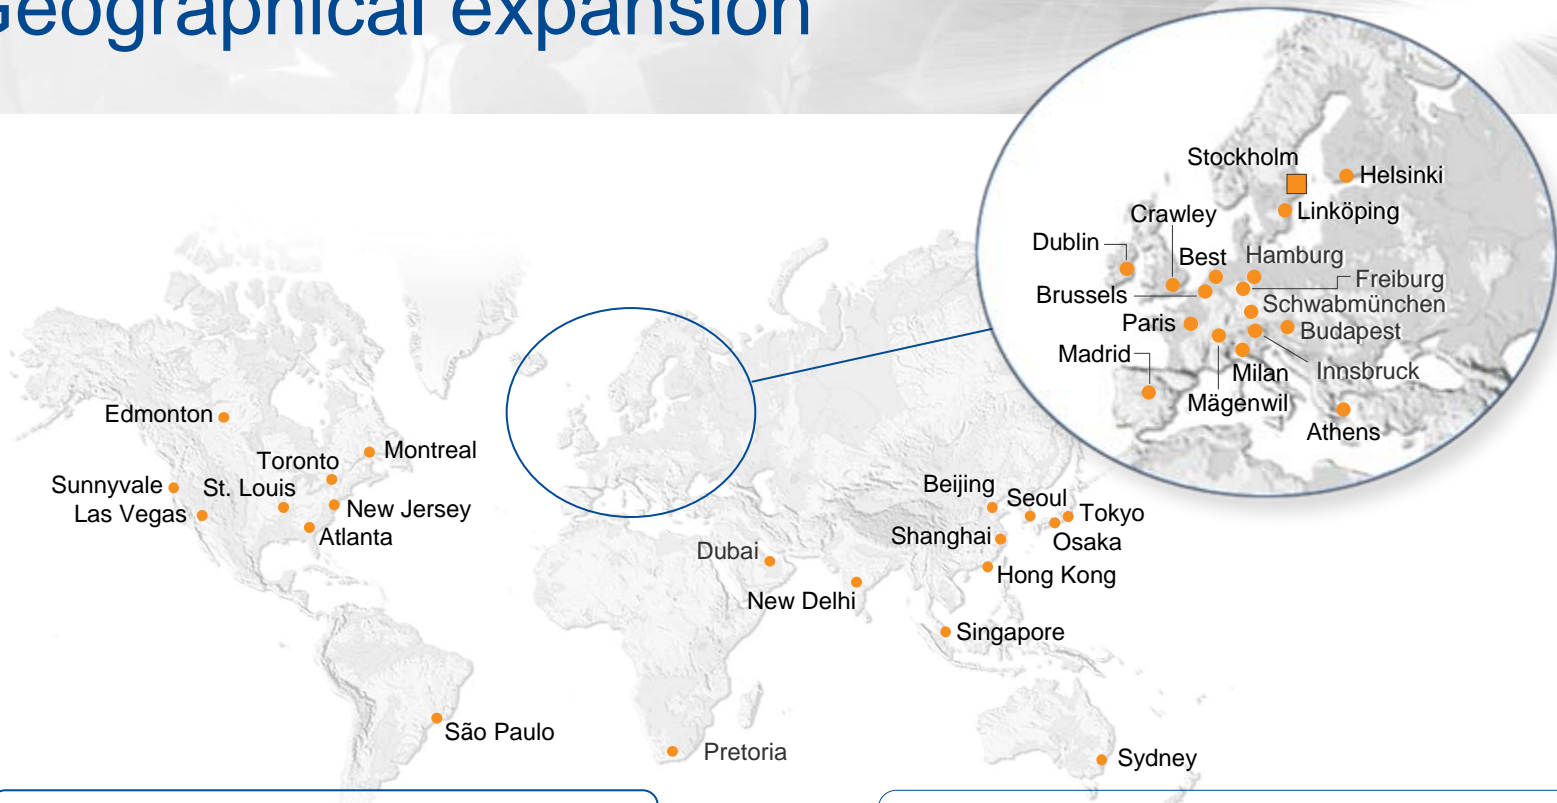 Geographical expansion
Stockholm
Helsinki
Linköping
Crawley
Dublin
Best
Hamburg
Freiburg
Brussels
Schwabmünchen
Paris
Budapest
Madrid
Milan
Innsbruck
Mägenwil
Athens
Edmonton
Montreal
Toronto
Sunnyvale
St. Louis
Las Vegas
New Jersey
Atlanta
Beijing
Seoul
Tokyo
Shanghai
Osaka
Dubai
Hong Kong
New Delhi
Singapore
São Paulo
Pretoria
Sydney